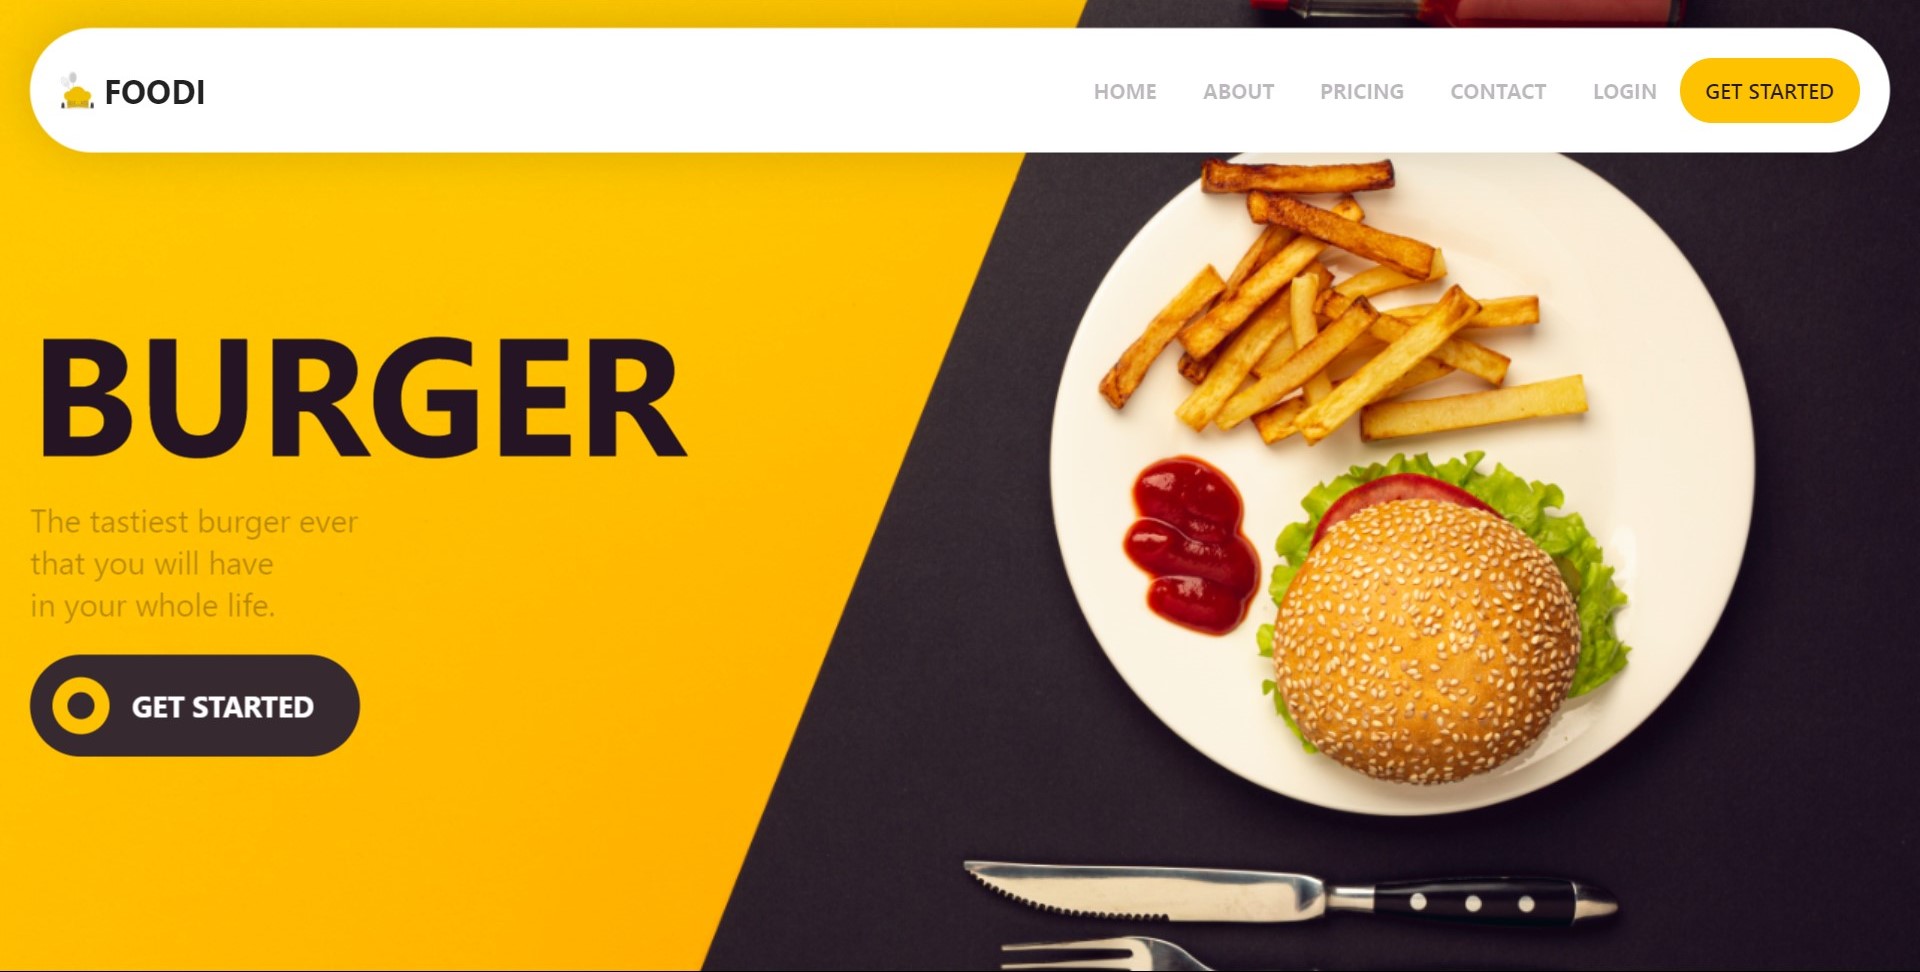 FOODI
HOME ABOUT PRICING CONTACT LOGIN GET STARTED
BURGER
The tastiest burger ever
that you will have
in your whole life.
GET STARTED